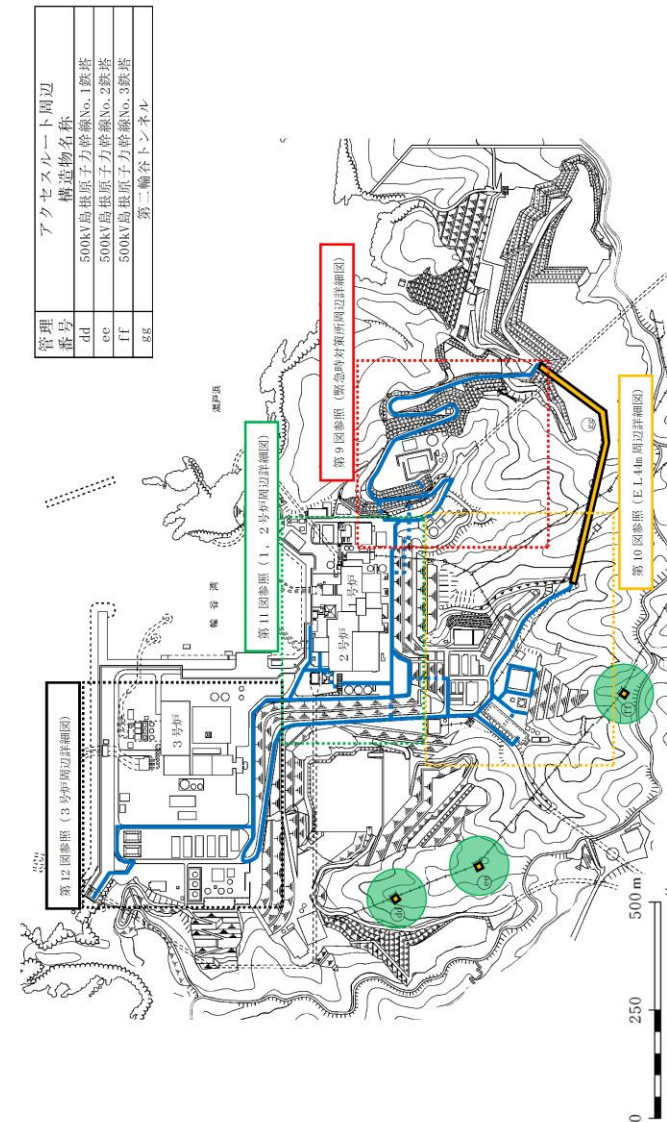 管理番号
アクセスルート周辺構造物名称
dd
500kV島根原子力幹線No.1鉄塔
ee
500kV島根原子力幹線No.2鉄塔
ff
500kV島根原子力幹線No.3鉄塔
gg
第二輪谷トンネル
第12図参照（3号炉周辺詳細図）
第11図参照（1，2号炉周辺詳細図）
第9図参照（緊急時対策所周辺詳細図）
第10図参照（EL44m周辺詳細図）
輪谷湾
3号炉
2号炉
号炉
dd
ee
ff
gg
0
250
500m